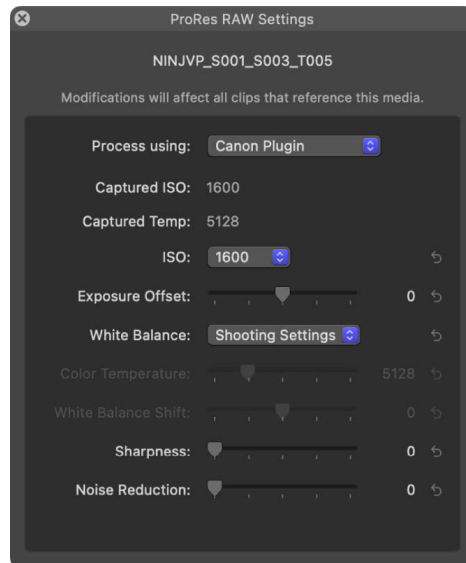 ProRes RAW Settings
NINJVP_S001_S003_T005
Modifications will affect all clips that reference this media.
Process using: Canon Plugin
Captured ISO: 1600
Captured Temp: 5128
ISO: 1600
Exposure Offset: 0
White Balance: Shooting Settings
Color Temperature: 5128
White Balance Shift: 0
Sharpness: 0
Noise Reduction: 0